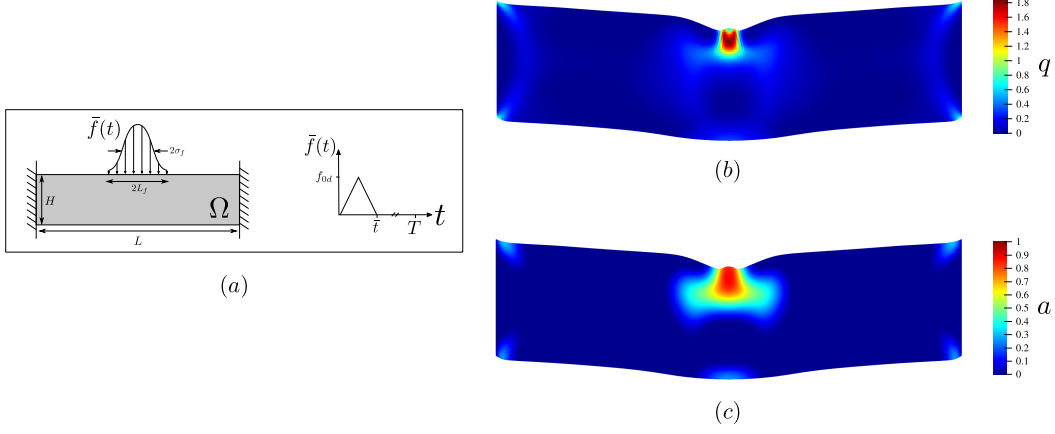 f̄(t)
2σ_f
2L_f
H
Ω
L
f̄(t)
f_{0d}
t̄
T
t
(a)
1.8
1.6
1.4
1.2
1
0.8
0.6
0.4
0.2
0
q
(b)
1
0.9
0.8
0.7
0.6
0.5
0.4
0.3
0.2
0.1
0
a
(c)